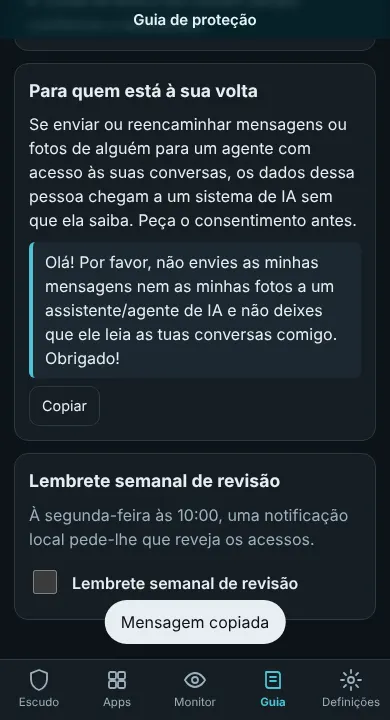 Guia de proteção
Para quem está à sua volta
Se enviar ou reencaminhar mensagens ou
fotos de alguém para um agente com
acesso às suas conversas, os dados dessa
pessoa chegam a um sistema de IA sem
que ela saiba. Peça o consentimento antes.
Olá! Por favor, não envies as minhas
mensagens nem as minhas fotos a um
assistente/agente de IA e não deixes
que ele leia as tuas conversas comigo.
Obrigado!
Copiar
Lembrete semanal de revisão
À segunda-feira às 10:00, uma notificação
local pede-lhe que reveja os acessos.
Lembrete semanal de revisão
Mensagem copiada
Escudo
Apps
Monitor
Guia
Definições